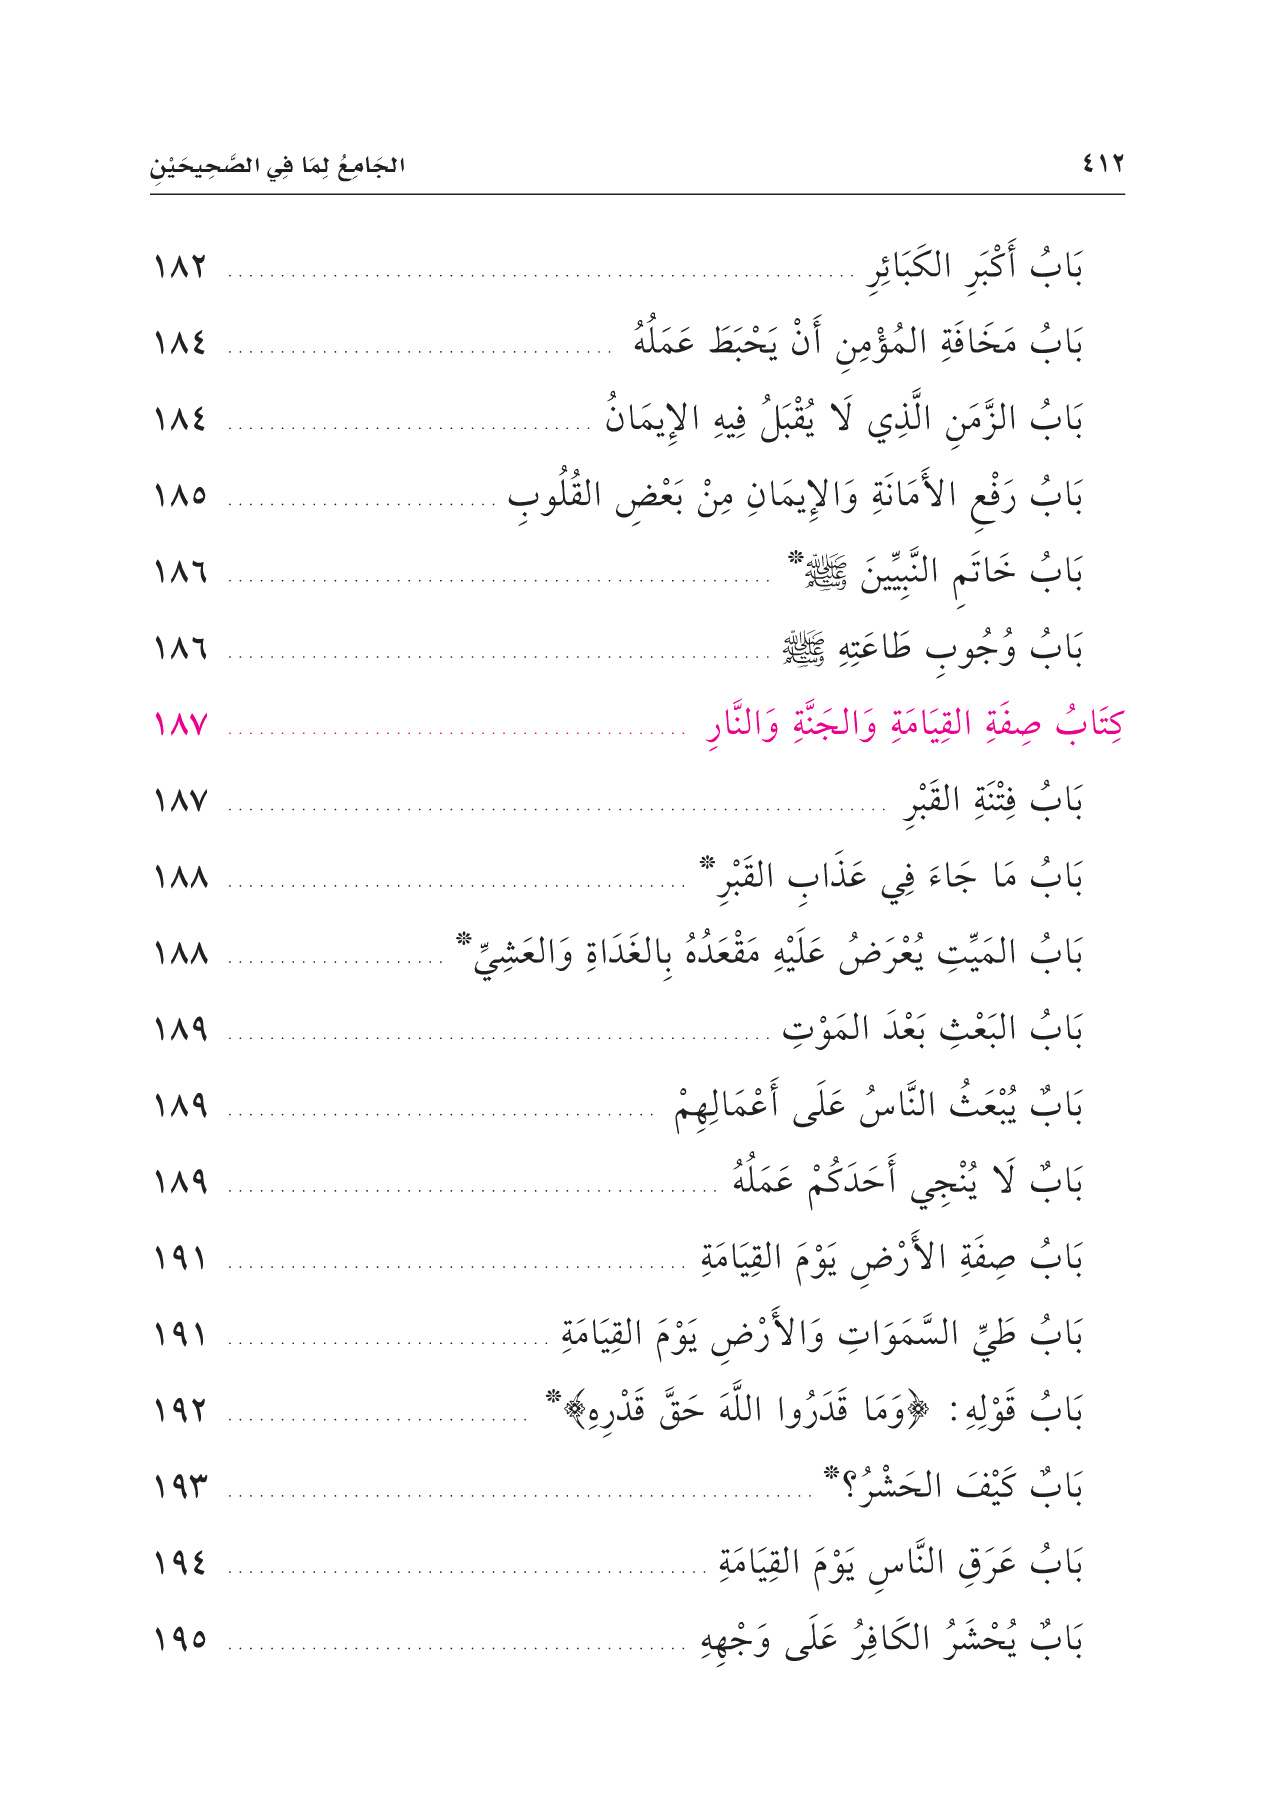 ٤١٢ الجَامِعُ لِمَا فِي الصَّحِيحَيْنِ
بَابُ أَكْبَرِ الكَبَائِرِ ........ ١٨٢
بَابُ مَخَافَةِ المُؤْمِنِ أَنْ يَحْبَطَ عَمَلُهُ ........ ١٨٤
بَابُ الزَّمَنِ الَّذِي لَا يُقْبَلُ فِيهِ الإِيمَانُ ........ ١٨٤
بَابُ رَفْعِ الأَمَانَةِ وَالإِيمَانِ مِنْ بَعْضِ القُلُوبِ ........ ١٨٥
بَابُ خَاتَمِ النَّبِيِّينَ ﷺ* ........ ١٨٦
بَابُ وُجُوبِ طَاعَتِهِ ﷺ ........ ١٨٦
كِتَابُ صِفَةِ القِيَامَةِ وَالجَنَّةِ وَالنَّارِ ........ ١٨٧
بَابُ فِتْنَةِ القَبْرِ ........ ١٨٧
بَابُ مَا جَاءَ فِي عَذَابِ القَبْرِ* ........ ١٨٨
بَابُ المَيِّتِ يُعْرَضُ عَلَيْهِ مَقْعَدُهُ بِالغَدَاةِ وَالعَشِيِّ* ........ ١٨٨
بَابُ البَعْثِ بَعْدَ المَوْتِ ........ ١٨٩
بَابٌ يُبْعَثُ النَّاسُ عَلَى أَعْمَالِهِمْ ........ ١٨٩
بَابٌ لَا يُنْجِي أَحَدَكُمْ عَمَلُهُ ........ ١٨٩
بَابُ صِفَةِ الأَرْضِ يَوْمَ القِيَامَةِ ........ ١٩١
بَابُ طَيِّ السَّمَوَاتِ وَالأَرْضِ يَوْمَ القِيَامَةِ ........ ١٩١
بَابُ قَوْلِهِ: ﴿وَمَا قَدَرُوا اللَّهَ حَقَّ قَدْرِهِ﴾* ........ ١٩٢
بَابٌ كَيْفَ الحَشْرُ؟* ........ ١٩٣
بَابُ عَرَقِ النَّاسِ يَوْمَ القِيَامَةِ ........ ١٩٤
بَابٌ يُحْشَرُ الكَافِرُ عَلَى وَجْهِهِ ........ ١٩٥